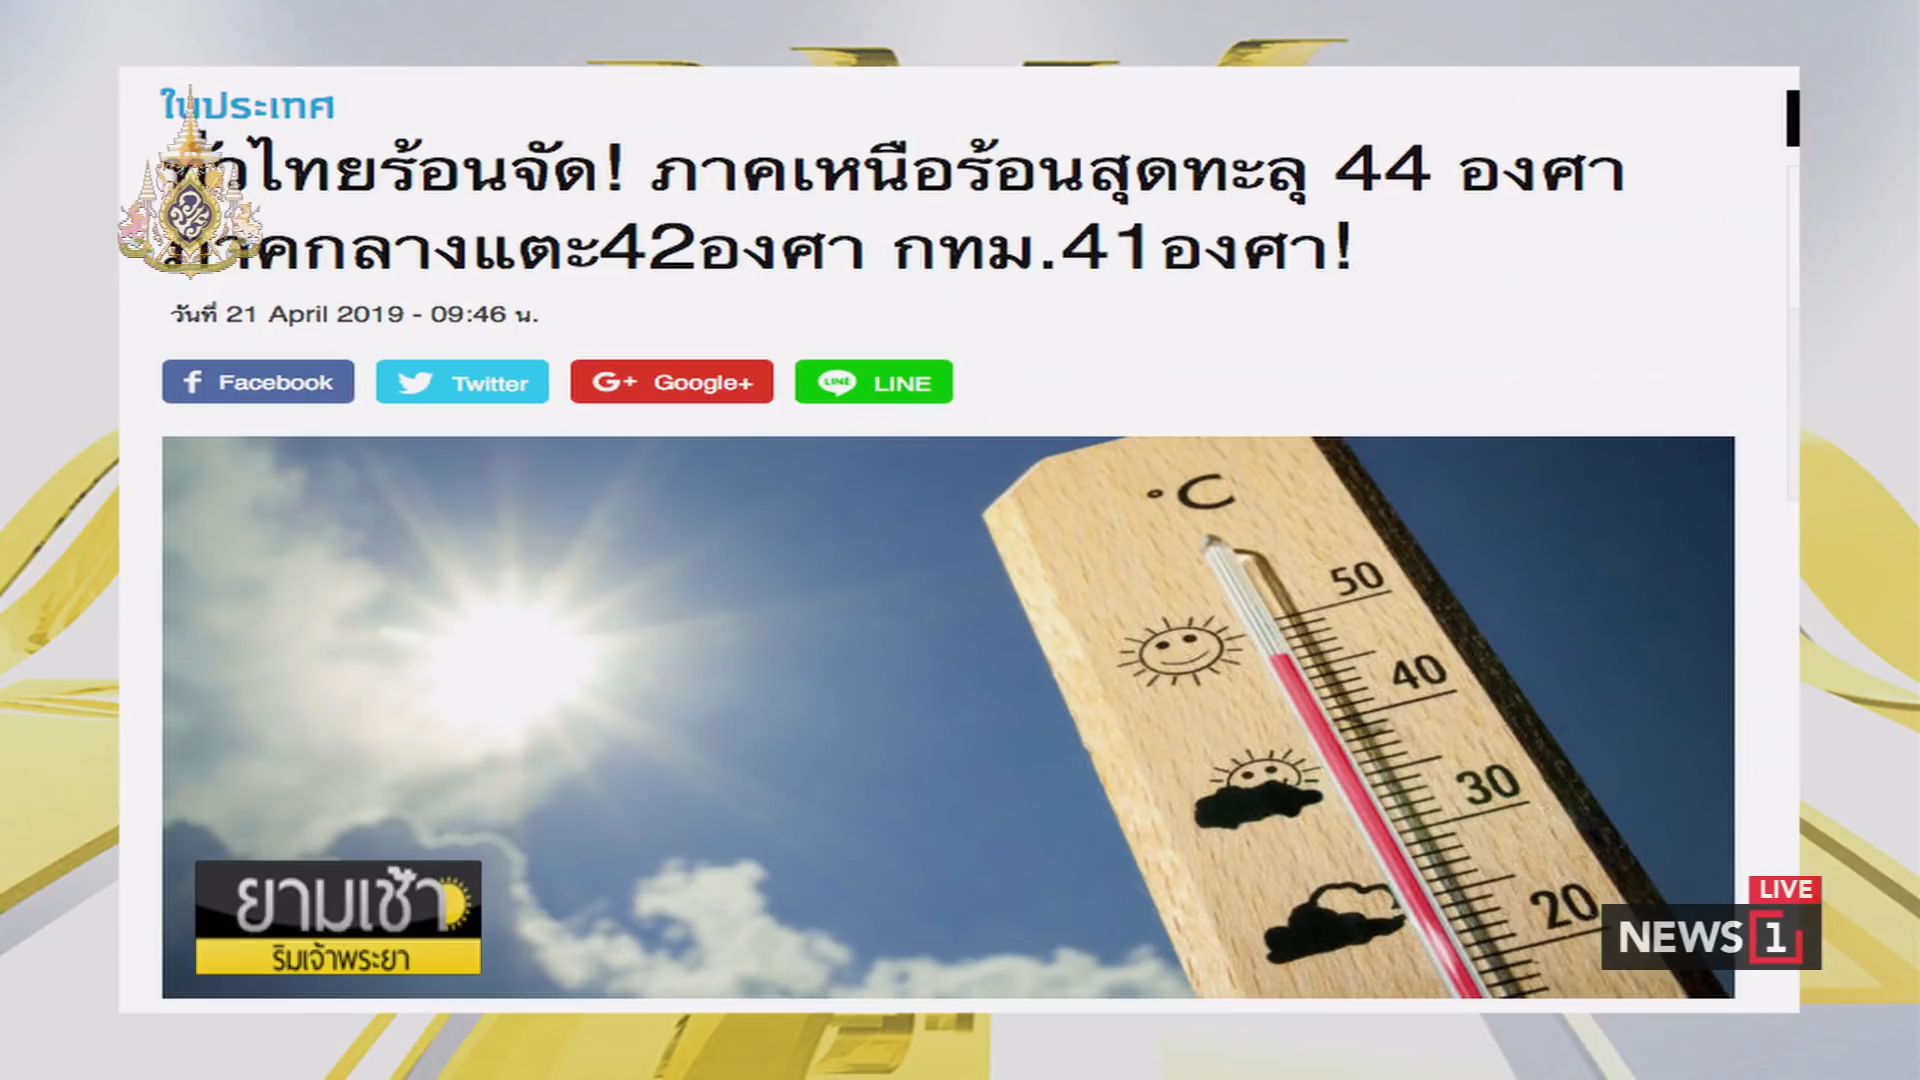 ในประเทศ
ทั่วไทยร้อนจัด! ภาคเหนือร้อนสุดทะลุ 44 องศา
ภาคกลางแตะ42องศา กทม.41องศา!
วันที่ 21 April 2019 - 09:46 น.
f Facebook Twitter G+ Google+ LINE LINE
°C
50
40
30
20
ยามเช้า
ริมเจ้าพระยา
LIVE
NEWS 1